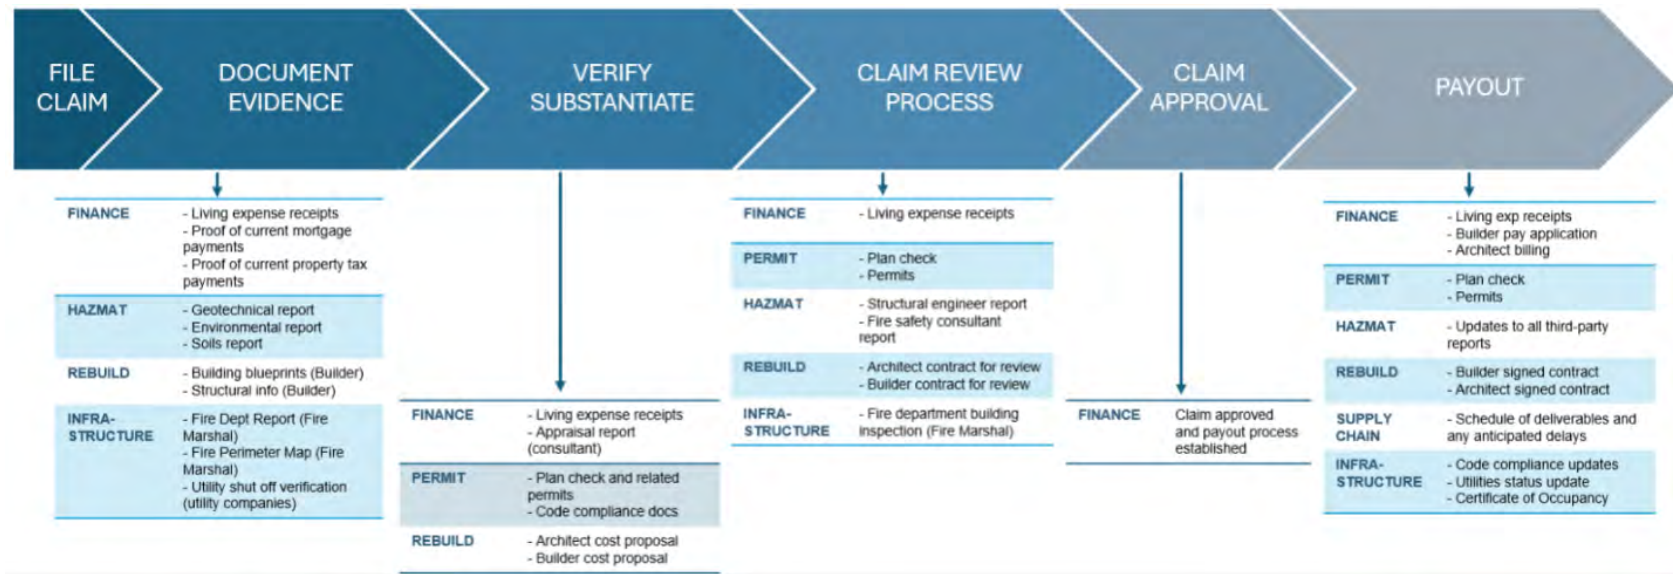 FILE
CLAIM
DOCUMENT
EVIDENCE
VERIFY
SUBSTANTIATE
CLAIM REVIEW
PROCESS
CLAIM
APPROVAL
PAYOUT
FINANCE
- Living expense receipts
- Proof of current mortgage
payments
- Proof of current property tax
payments
HAZMAT
- Geotechnical report
- Environmental report
- Soils report
REBUILD
- Building blueprints (Builder)
- Structural info (Builder)
INFRA-
STRUCTURE
- Fire Dept Report (Fire
Marshal)
- Fire Perimeter Map (Fire
Marshal)
- Utility shut off verification
(utility companies)
FINANCE
- Living expense receipts
- Appraisal report
(consultant)
PERMIT
- Plan check and related
permits
- Code compliance docs
REBUILD
- Architect cost proposal
- Builder cost proposal
FINANCE
- Living expense receipts
PERMIT
- Plan check
- Permits
HAZMAT
- Structural engineer report
- Fire safety consultant
report
REBUILD
- Architect contract for review
- Builder contract for review
INFRA-
STRUCTURE
- Fire department building
inspection (Fire Marshal)
FINANCE
Claim approved
and payout process
established
FINANCE
- Living exp receipts
- Builder pay application
- Architect billing
PERMIT
- Plan check
- Permits
HAZMAT
- Updates to all third-party
reports
REBUILD
- Builder signed contract
- Architect signed contract
SUPPLY
CHAIN
- Schedule of deliverables and
any anticipated delays
INFRA-
STRUCTURE
- Code compliance updates
- Utilities status update
- Certificate of Occupancy